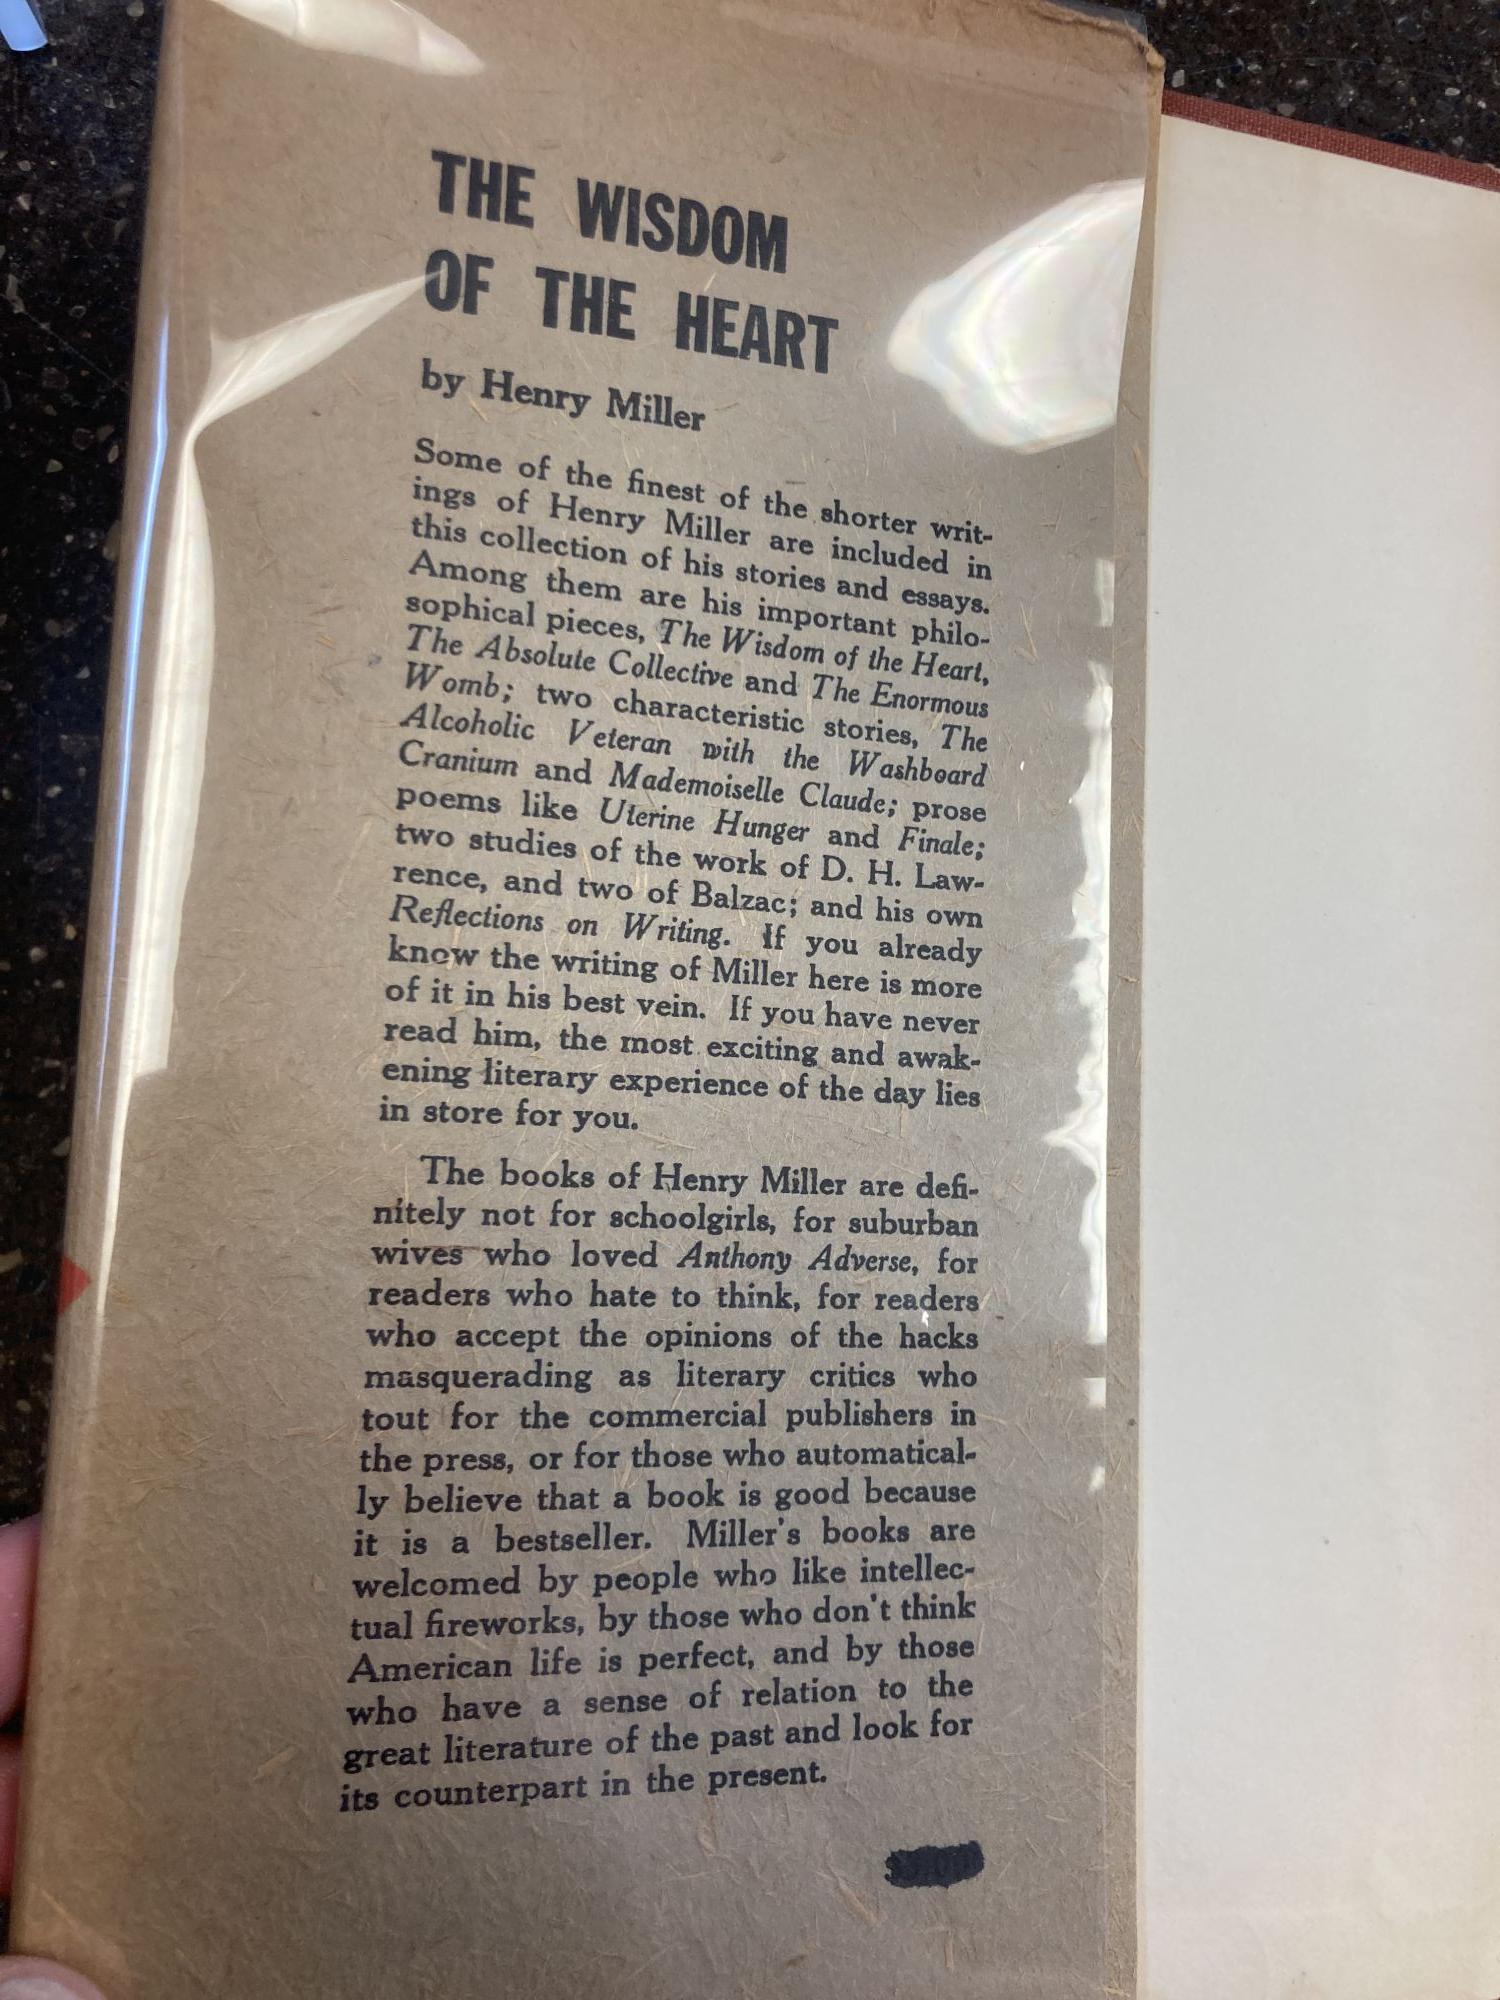 THE WISDOM
OF THE HEART
by Henry Miller
Some of the finest of the shorter writ-
ings of Henry Miller are included in
this collection of his stories and essays.
Among them are his important philo-
sophical pieces, The Wisdom of the Heart,
The Absolute Collective and The Enormous
Womb; two characteristic stories, The
Alcoholic Veteran with the Washboard
Cranium and Mademoiselle Claude; prose
poems like Uterine Hunger and Finale;
two studies of the work of D. H. Law-
rence, and two of Balzac; and his own
Reflections on Writing. If you already
know the writing of Miller here is more
of it in his best vein. If you have never
read him, the most exciting and awak-
ening literary experience of the day lies
in store for you.
The books of Henry Miller are defi-
nitely not for schoolgirls, for suburban
wives who loved Anthony Adverse, for
readers who hate to think, for readers
who accept the opinions of the hacks
masquerading as literary critics who
tout for the commercial publishers in
the press, or for those who automatical-
ly believe that a book is good because
it is a bestseller. Miller's books are
welcomed by people who like intellec-
tual fireworks, by those who don't think
American life is perfect, and by those
who have a sense of relation to the
great literature of the past and look for
its counterpart in the present.